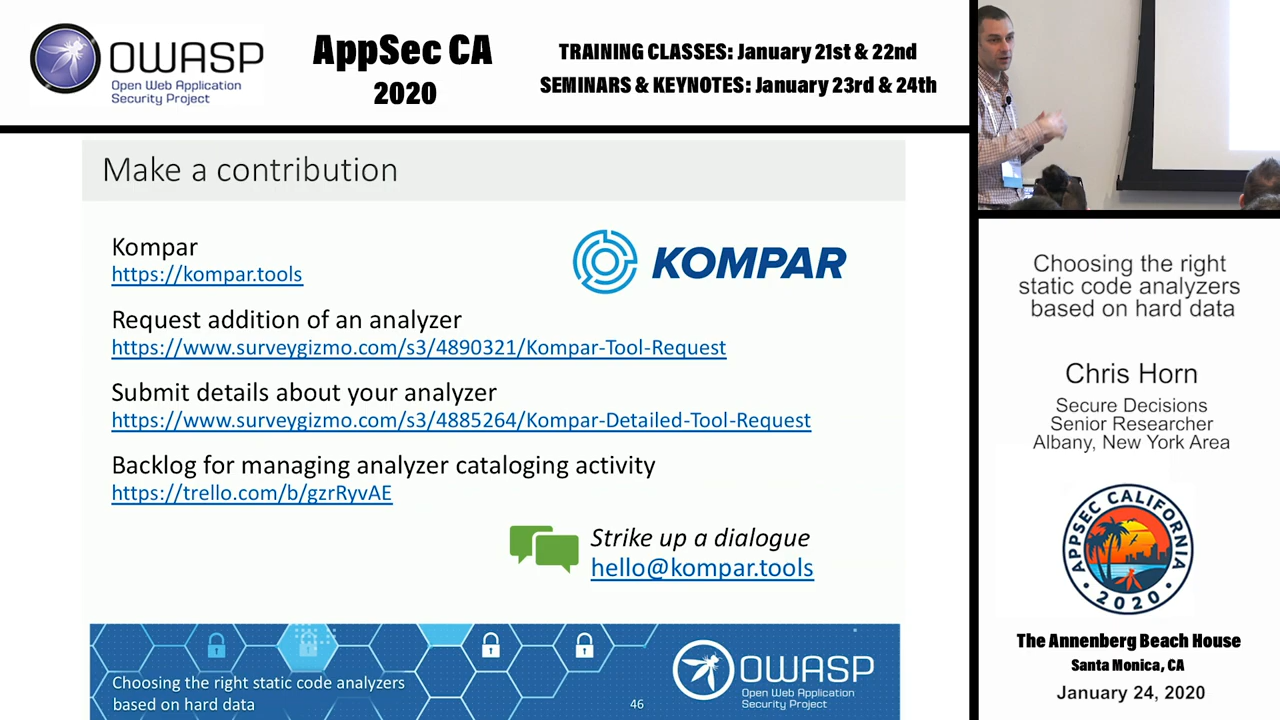 OWASP
Open Web Application
Security Project
AppSec CA
2020
TRAINING CLASSES: January 21st & 22nd
SEMINARS & KEYNOTES: January 23rd & 24th
Make a contribution
Kompar
https://kompar.tools
KOMPAR
Request addition of an analyzer
https://www.surveygizmo.com/s3/4890321/Kompar-Tool-Request
Submit details about your analyzer
https://www.surveygizmo.com/s3/4885264/Kompar-Detailed-Tool-Request
Backlog for managing analyzer cataloging activity
https://trello.com/b/gzrRyvAE
Strike up a dialogue
hello@kompar.tools
Choosing the right static code analyzers
based on hard data
46
OWASP
Open Web Application
Security Project
Choosing the right
static code analyzers
based on hard data
Chris Horn
Secure Decisions
Senior Researcher
Albany, New York Area
APPSEC CALIFORNIA
2020
The Annenberg Beach House
Santa Monica, CA
January 24, 2020